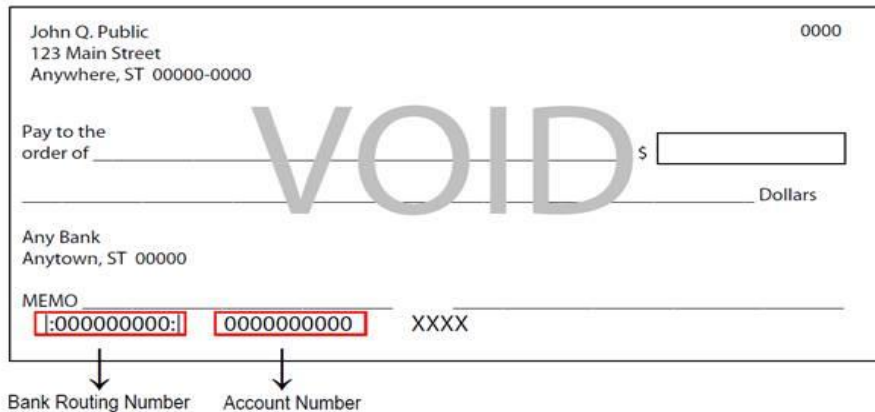 John Q. Public 0000
123 Main Street
Anywhere, ST 00000-0000
VOID
Pay to the
order of $
Dollars
Any Bank
Anytown, ST 00000
MEMO
|:000000000:| 0000000000 XXXX
Bank Routing Number Account Number